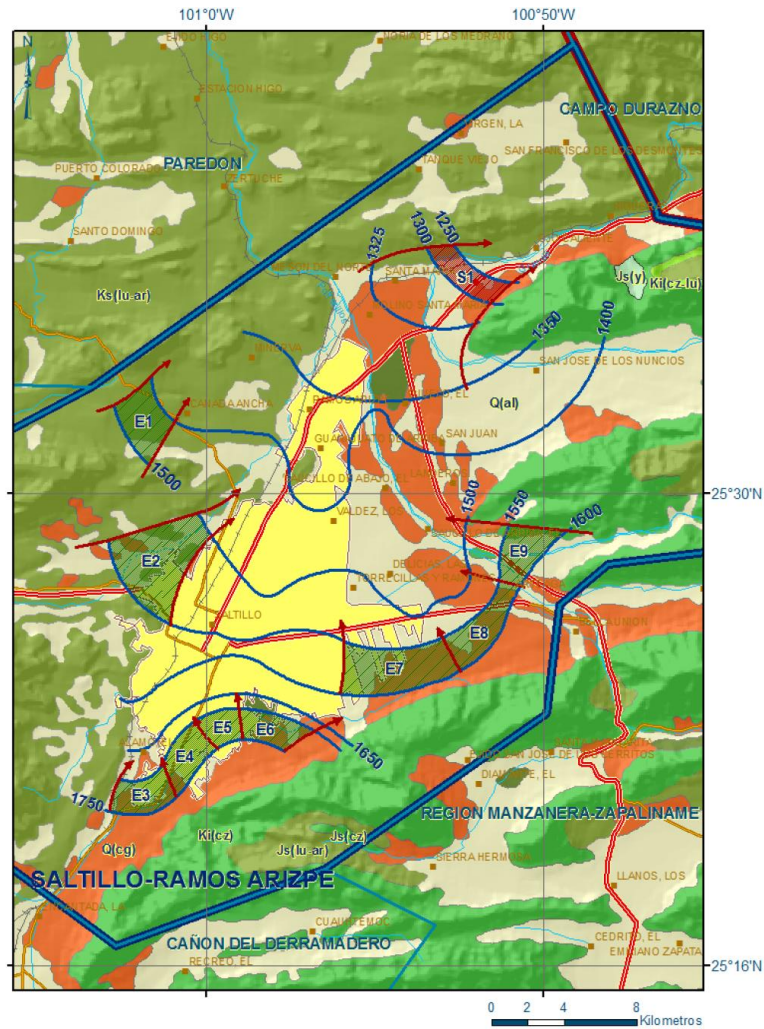 101°0'W
100°50'W
N
NORIA DE LOS MEDRANO
ESTACION HIGO
CAMPO DURAZNO
VIRGEN, LA
SAN FRANCISCO DE LOS DESMONTES
PAREDON
TANQUE VIEJO
PUERTO COLORADO
ZERTUCHE
SANTO DOMINGO
1325
1300
1250
S1
Js(y)
Ki(cz-lu)
Ks(lu-ar)
1350
1400
SAN JOSE DE LOS NUNCIOS
MINERVA
CANADA ANCHA
E1
Q(al)
SAN JUAN
1500
25°30'N
VALDEZ, LOS
1500
1550
1600
E2
E9
SALTILLO
E8
E7
E5
E6
1650
E4
1750
E3
DIAMANTE, EL
REGION MANZANERA-ZAPALINAME
Q(cg)
Ki(cz)
Js(lu-ar)
Js(cz)
SIERRA HERMOSA
SALTILLO-RAMOS ARIZPE
LLANOS, LOS
CUAUHTEMOC
CAÑON DEL DERRAMADERO
CEDRITO, EL
EMILIANO ZAPATA
RECREO, EL
25°16'N
0 2 4 8
Kilometros